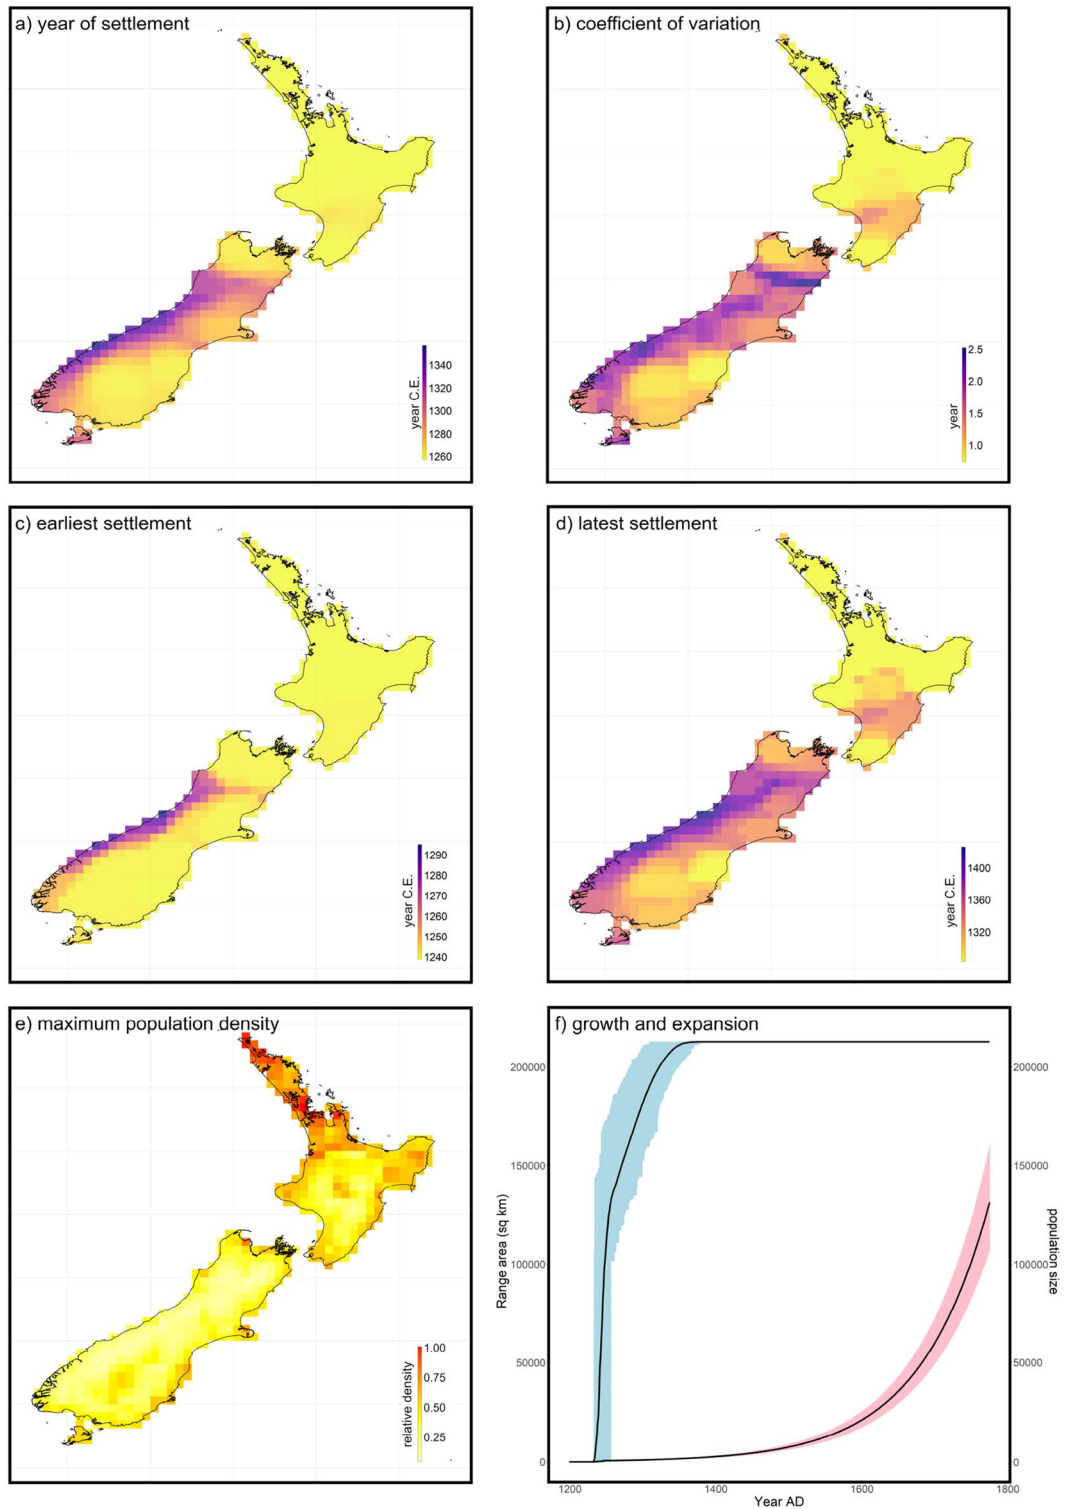 a) year of settlement
year C.E.
1340
1320
1300
1280
1260
b) coefficient of variation
year
2.5
2.0
1.5
1.0
c) earliest settlement
year C.E.
1290
1280
1270
1260
1250
1240
d) latest settlement
year C.E.
1400
1360
1320
e) maximum population density
relative density
1.00
0.75
0.50
0.25
f) growth and expansion
Range area (sq km)
200000
150000
100000
50000
0
population size
200000
150000
100000
50000
0
1200
1400
1600
1800
Year AD